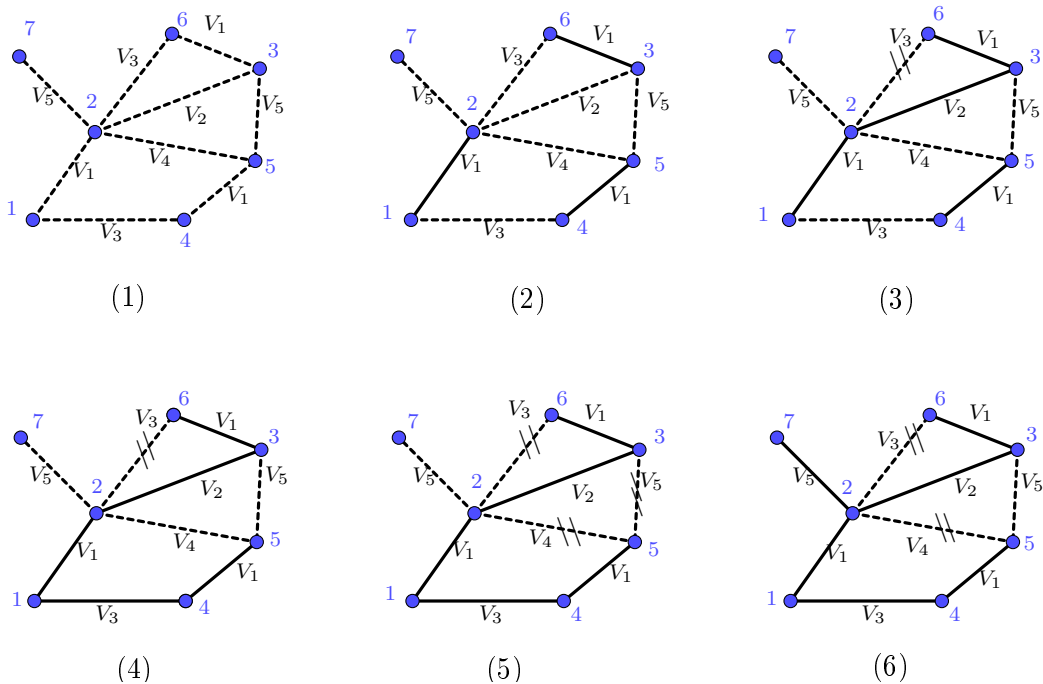 7 6 V₁
V₃ 3
V₅ 2 V₂ V₅
V₁ V₄ 5
1 V₃ 4 V₁
(1)
7 6 V₁
V₃ 3
V₅ 2 V₂ V₅
V₁ V₄ 5
1 V₃ 4 V₁
(2)
7 6 V₁
V₃ 3
V₅ 2 V₂ V₅
V₁ V₄ 5
1 V₃ 4 V₁
(3)
7 6 V₁
V₃ 3
V₅ 2 V₂ V₅
V₁ V₄ 5
1 V₃ 4 V₁
(4)
7 6 V₁
V₃ 3
V₅ 2 V₂ V₅
V₁ V₄ 5
1 V₃ 4 V₁
(5)
7 6 V₁
V₃ 3
V₅ 2 V₂ V₅
V₁ V₄ 5
1 V₃ 4 V₁
(6)